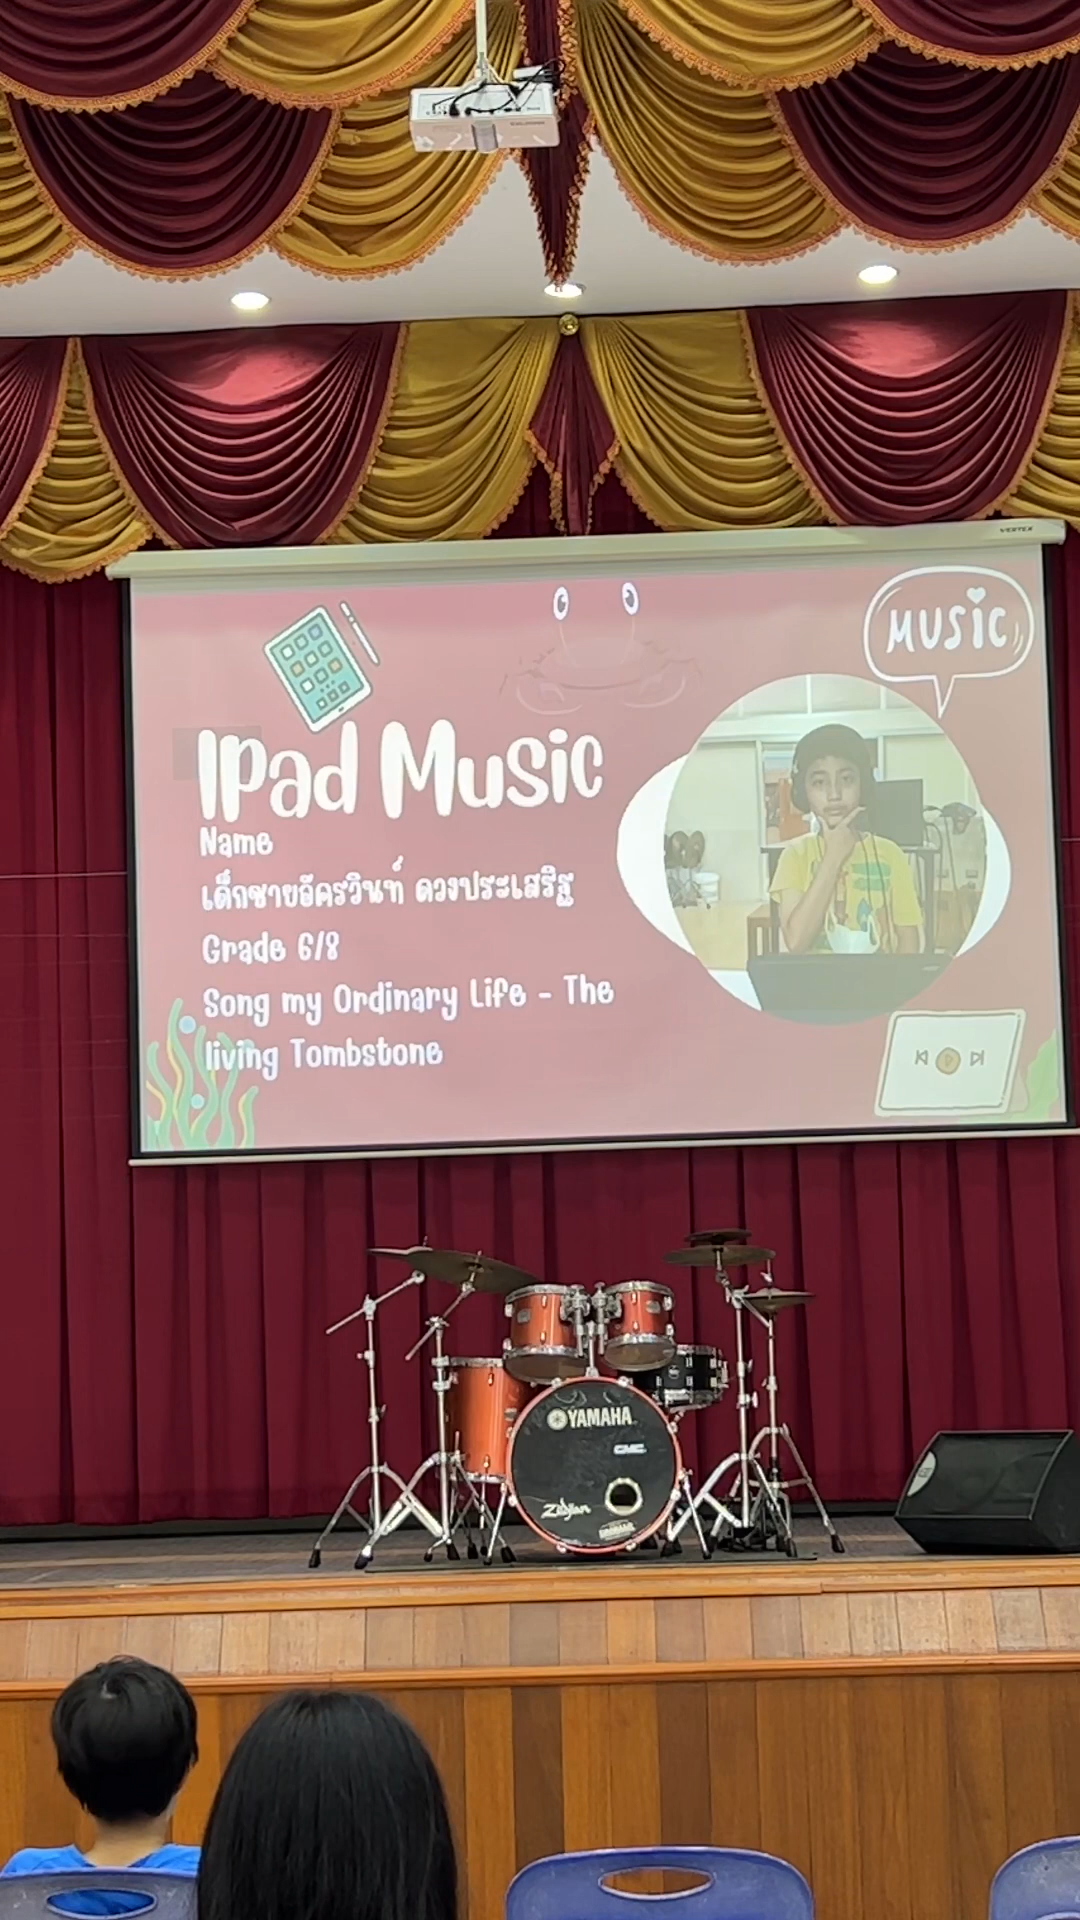 VERTEX
MUSIC
IPad Music
Name
เด็กชายอัครวินท์ ดวงประเสริฐ
Grade 6/8
Song my Ordinary Life - The
living Tombstone
YAMAHA
CMC
Zildjian